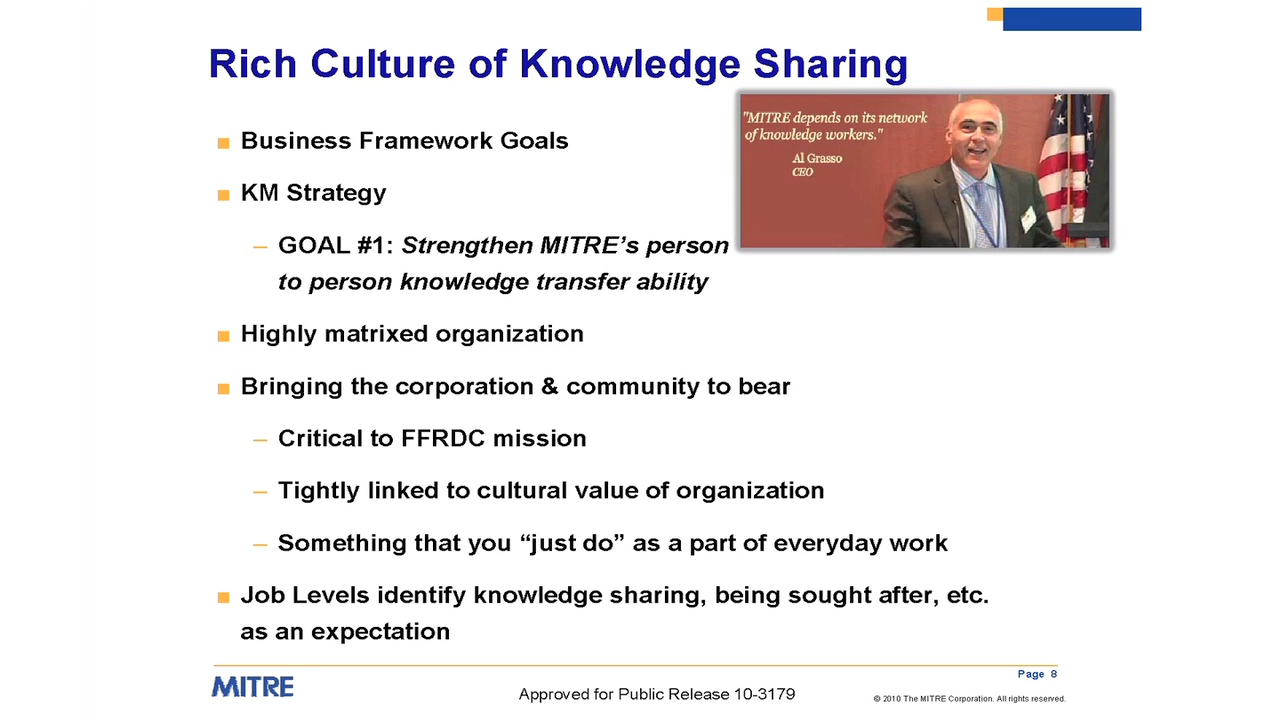 Rich Culture of Knowledge Sharing
"MITRE depends on its network
of knowledge workers."
Al Grasso
CEO
■ Business Framework Goals
■ KM Strategy
– GOAL #1: Strengthen MITRE’s person
to person knowledge transfer ability
■ Highly matrixed organization
■ Bringing the corporation & community to bear
– Critical to FFRDC mission
– Tightly linked to cultural value of organization
– Something that you “just do” as a part of everyday work
■ Job Levels identify knowledge sharing, being sought after, etc.
as an expectation
Page 8
MITRE
Approved for Public Release 10-3179
© 2010 The MITRE Corporation. All rights reserved.